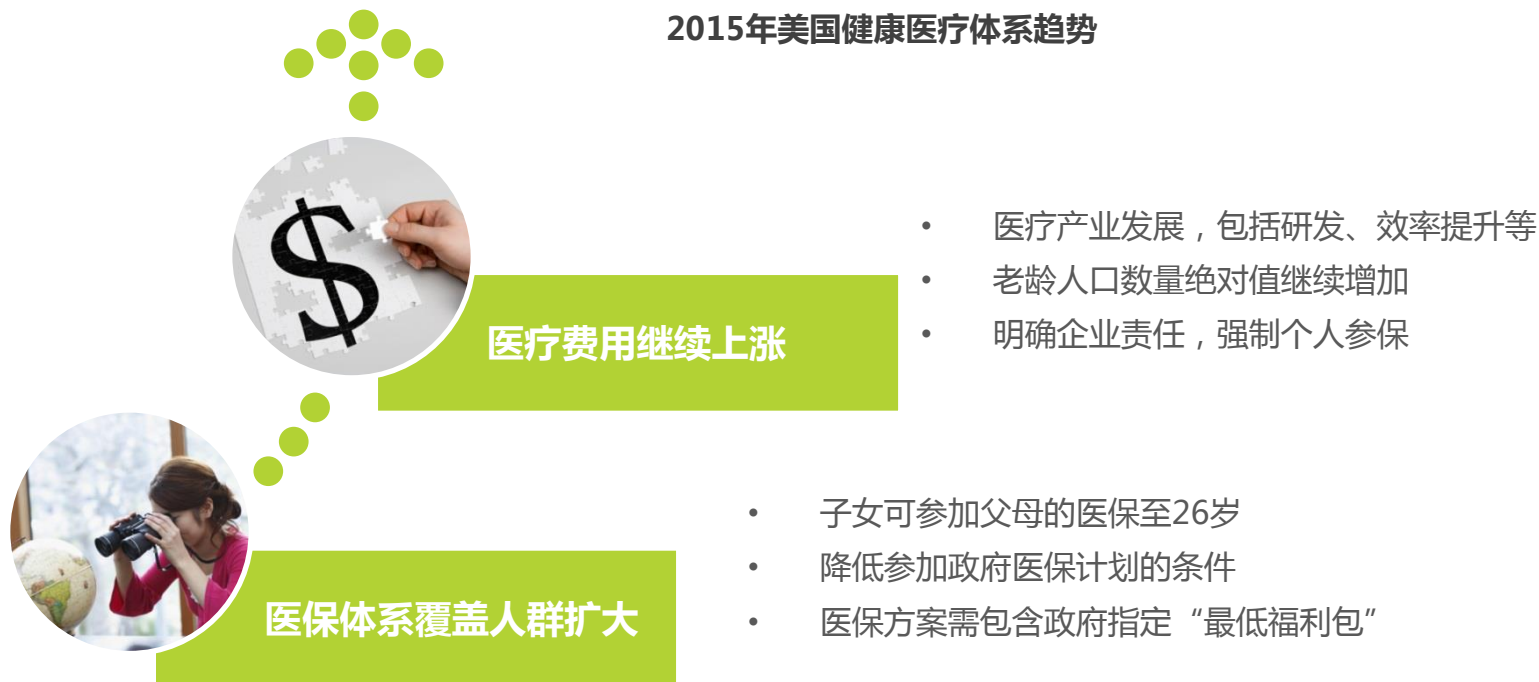 2015年美国健康医疗体系趋势
医疗费用继续上涨
• 医疗产业发展，包括研发、效率提升等
• 老龄人口数量绝对值继续增加
• 明确企业责任，强制个人参保
医保体系覆盖人群扩大
• 子女可参加父母的医保至26岁
• 降低参加政府医保计划的条件
• 医保方案需包含政府指定“最低福利包”